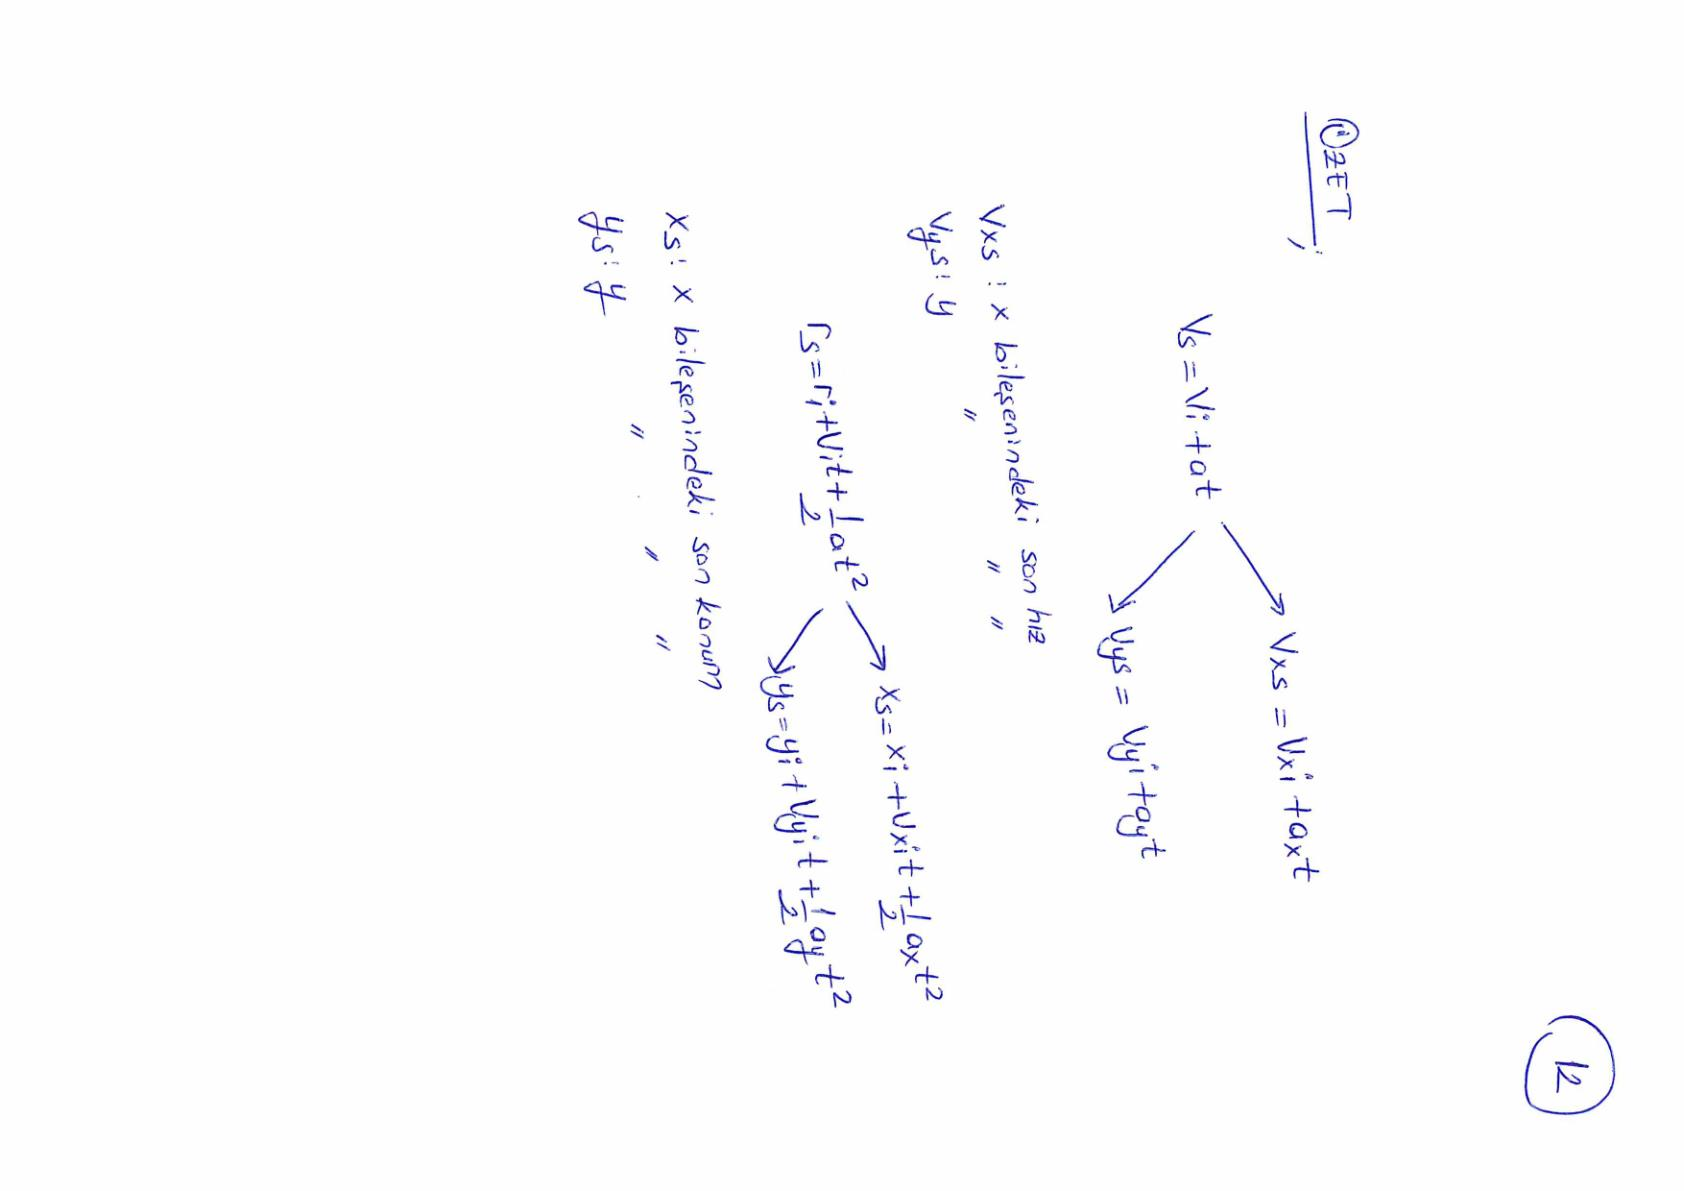 12
ÖZET;
Vs = Vi + at
Vxs = Vxi + axt
Vys = Vyi + ayt
Vxs : x bileşenindeki son hız
Vys : y " " "
rs = ri + Vit + 1/2 at²
xs = xi + Vxit + 1/2 axt²
ys = yi + Vyit + 1/2 ayt²
xs : x bileşenindeki son konum
ys : y " " "